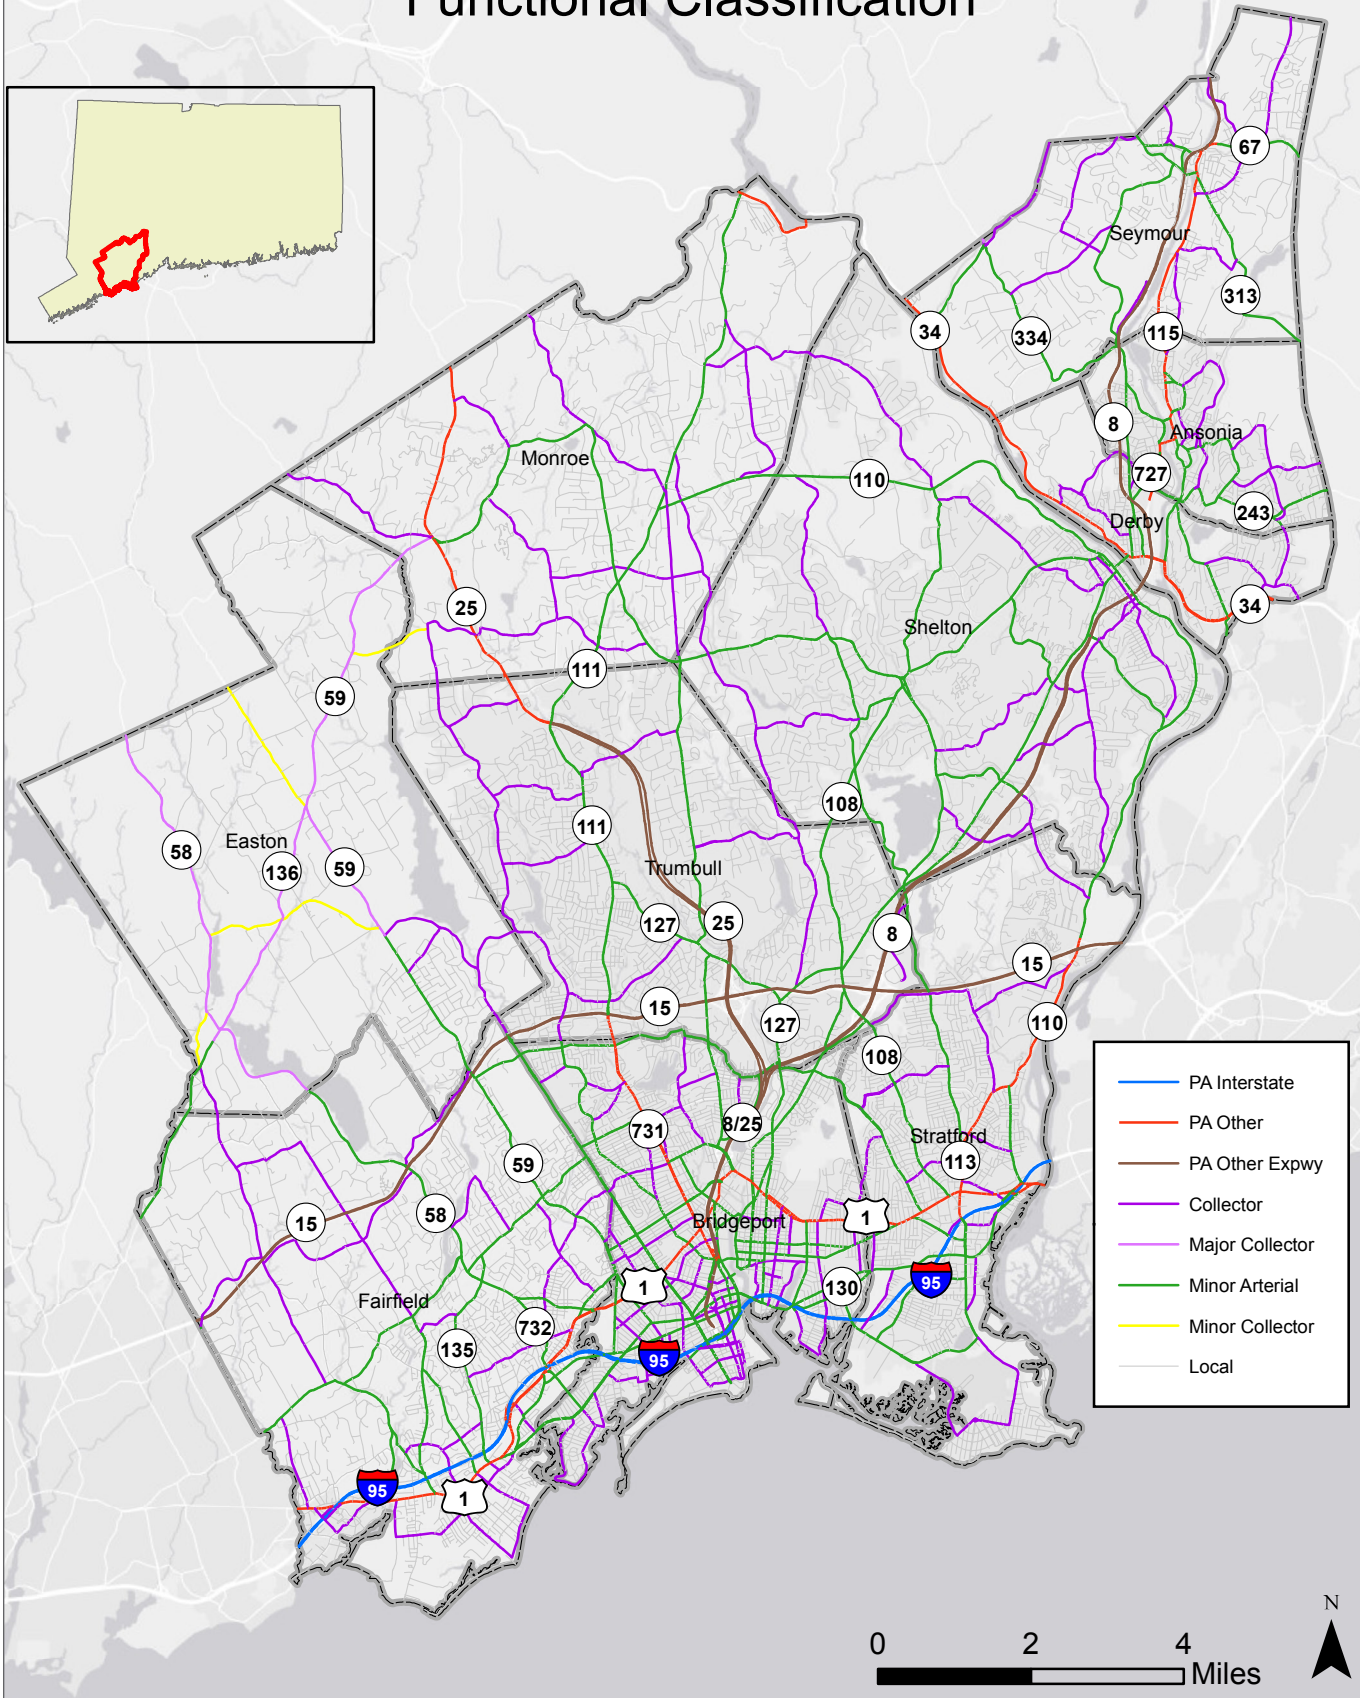 Functional Classification
67
Seymour
313
34
334
115
8
Ansonia
Monroe
727
110
243
Derby
25
34
Shelton
111
59
108
111
58
Easton
136
59
Trumbull
127
25
8
15
15
127
110
108
PA Interstate
PA Other
8/25
731
Stratford
113
59
PA Other Expwy
Collector
58
15
Bridgeport
1
Major Collector
95
1
130
Minor Arterial
Fairfield
732
Minor Collector
135
95
Local
95
1
N
0 2 4
Miles